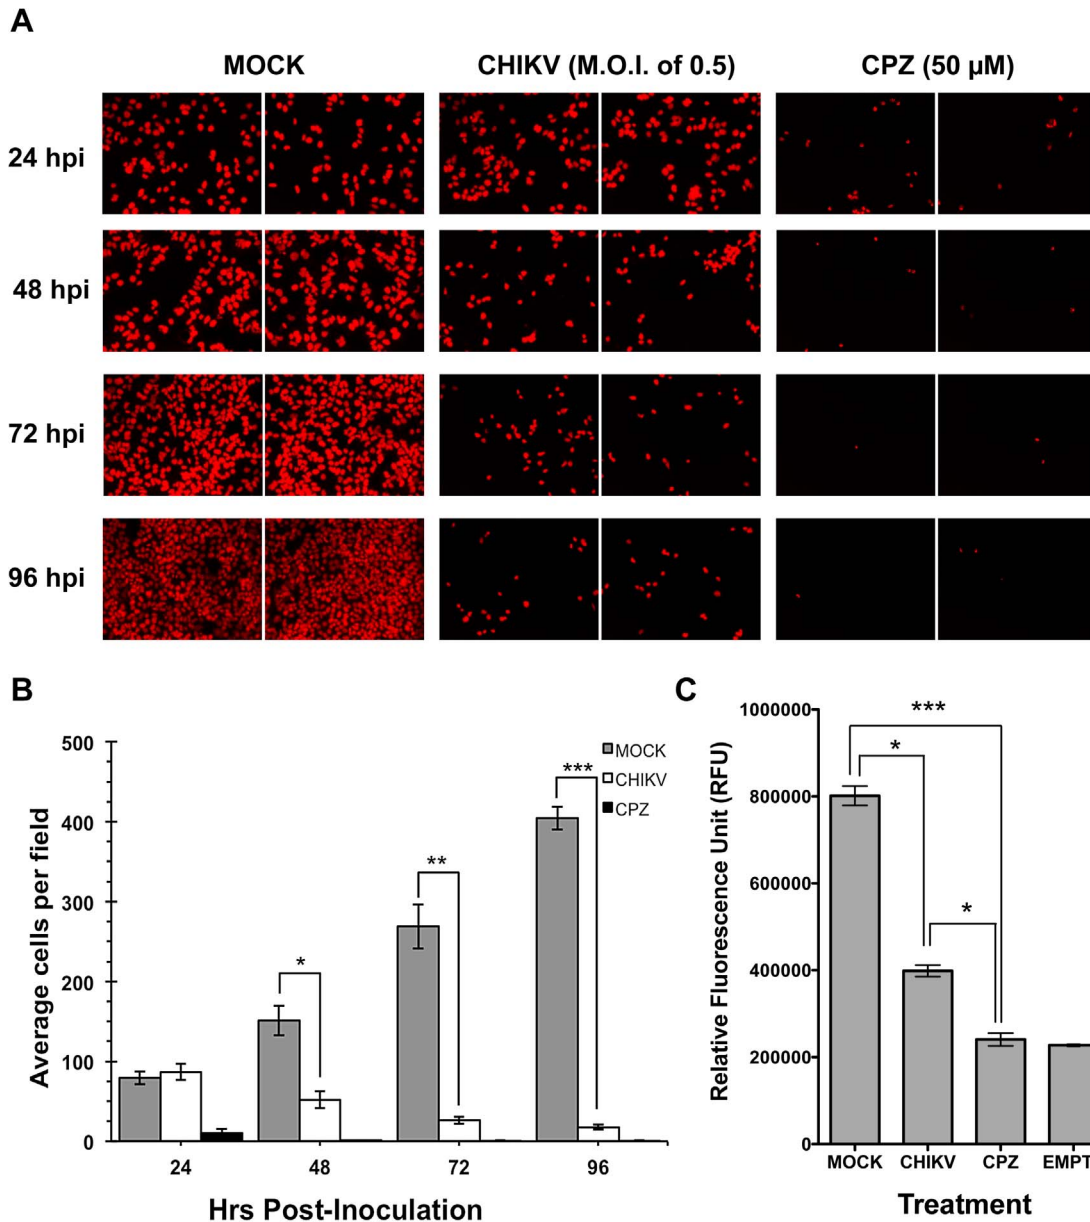 A
MOCK CHIKV (M.O.I. of 0.5) CPZ (50 µM)
24 hpi
48 hpi
72 hpi
96 hpi
B
Average cells per field
500
400
300
200
100
0
MOCK
CHIKV
CPZ
*
**
***
24 48 72 96
Hrs Post-Inoculation
C
Relative Fluorescence Unit (RFU)
1000000
800000
600000
400000
200000
0
***
*
*
MOCK CHIKV CPZ EMPT
Treatment